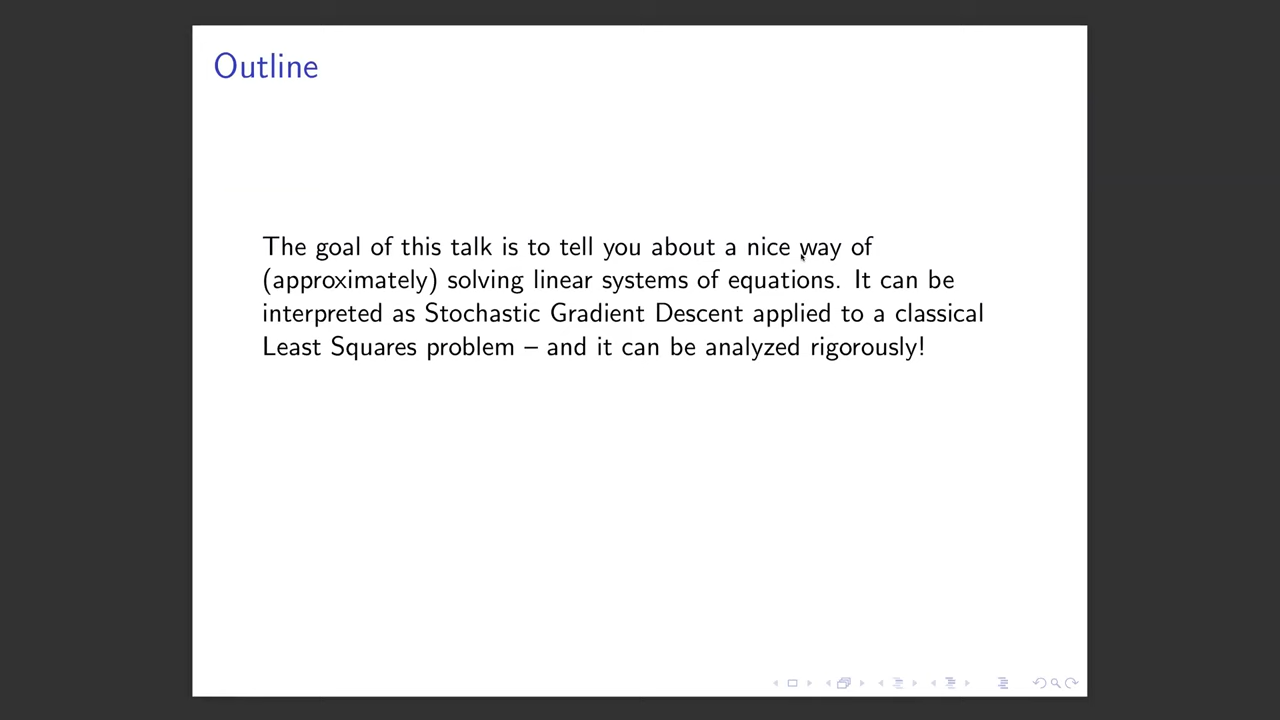 Outline
The goal of this talk is to tell you about a nice way of
(approximately) solving linear systems of equations. It can be
interpreted as Stochastic Gradient Descent applied to a classical
Least Squares problem – and it can be analyzed rigorously!